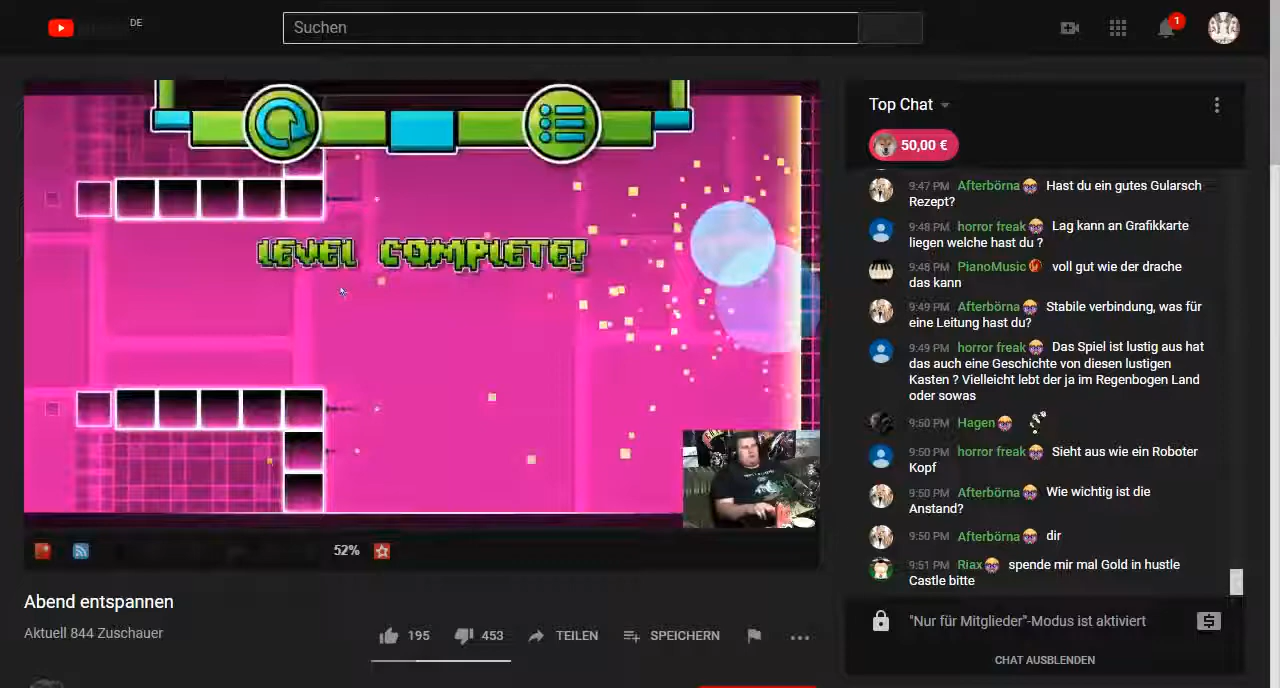 DE
Suchen
1
Top Chat
50,00 €
9:47 PM Afterbörna Hast du ein gutes Gularsch
Rezept?
9:48 PM horror freak Lag kann an Grafikkarte
liegen welche hast du ?
9:48 PM PianoMusic voll gut wie der drache
das kann
9:49 PM Afterbörna Stabile verbindung, was für
eine Leitung hast du?
9:49 PM horror freak Das Spiel ist lustig aus hat
das auch eine Geschichte von diesen lustigen
Kasten ? Vielleicht lebt der ja im Regenbogen Land
oder sowas
9:50 PM Hagen
9:50 PM horror freak Sieht aus wie ein Roboter
Kopf
9:50 PM Afterbörna Wie wichtig ist die
Anstand?
9:50 PM Afterbörna dir
9:51 PM Riax spende mir mal Gold in hustle
Castle bitte
"Nur für Mitglieder"-Modus ist aktiviert
CHAT AUSBLENDEN
LEVEL COMPLETE!
52%
Abend entspannen
Aktuell 844 Zuschauer
195
453
TEILEN
SPEICHERN